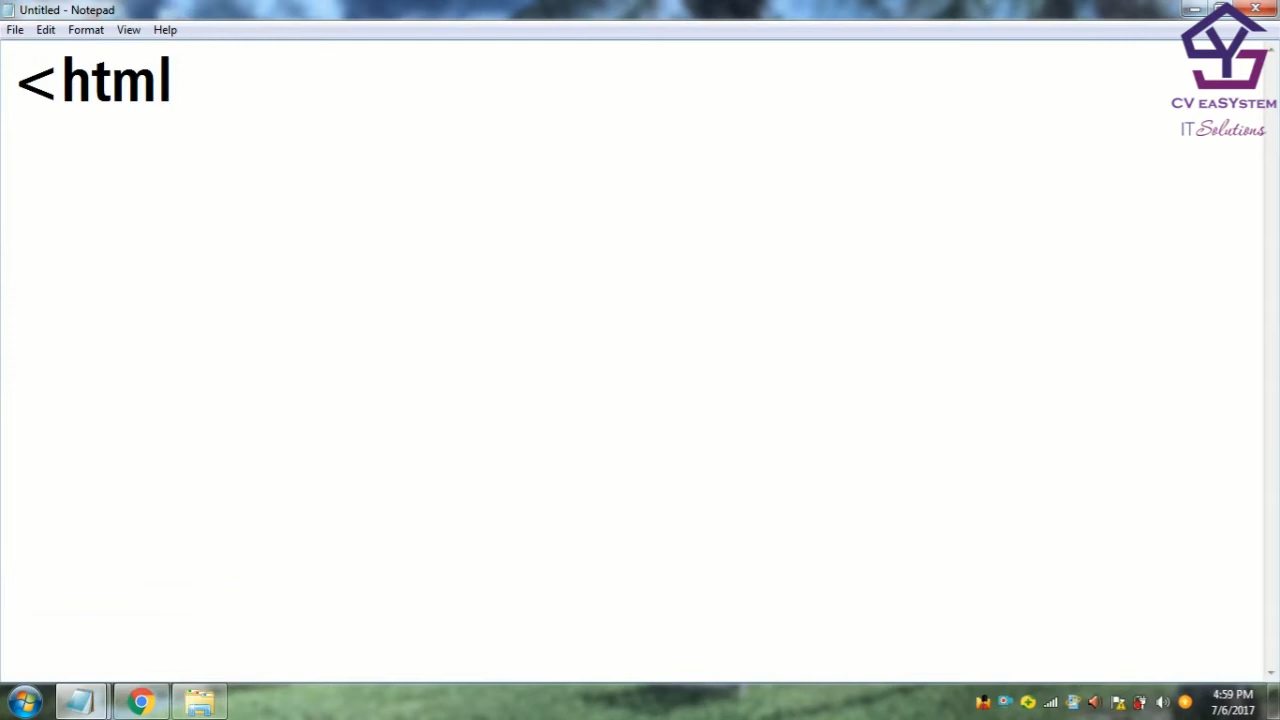 Untitled - Notepad
File Edit Format View Help
<html
CV EASYSTEM
IT Solutions
4:59 PM
7/6/2017